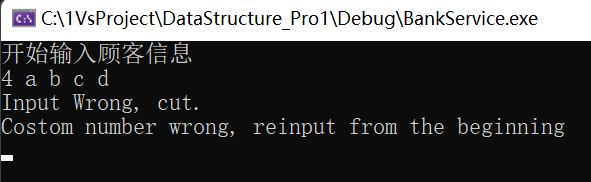 C:\1VsProject\DataStructure_Pro1\Debug\BankService.exe
开始输入顾客信息
4 a b c d
Input Wrong, cut.
Costom number wrong, reinput from the beginning